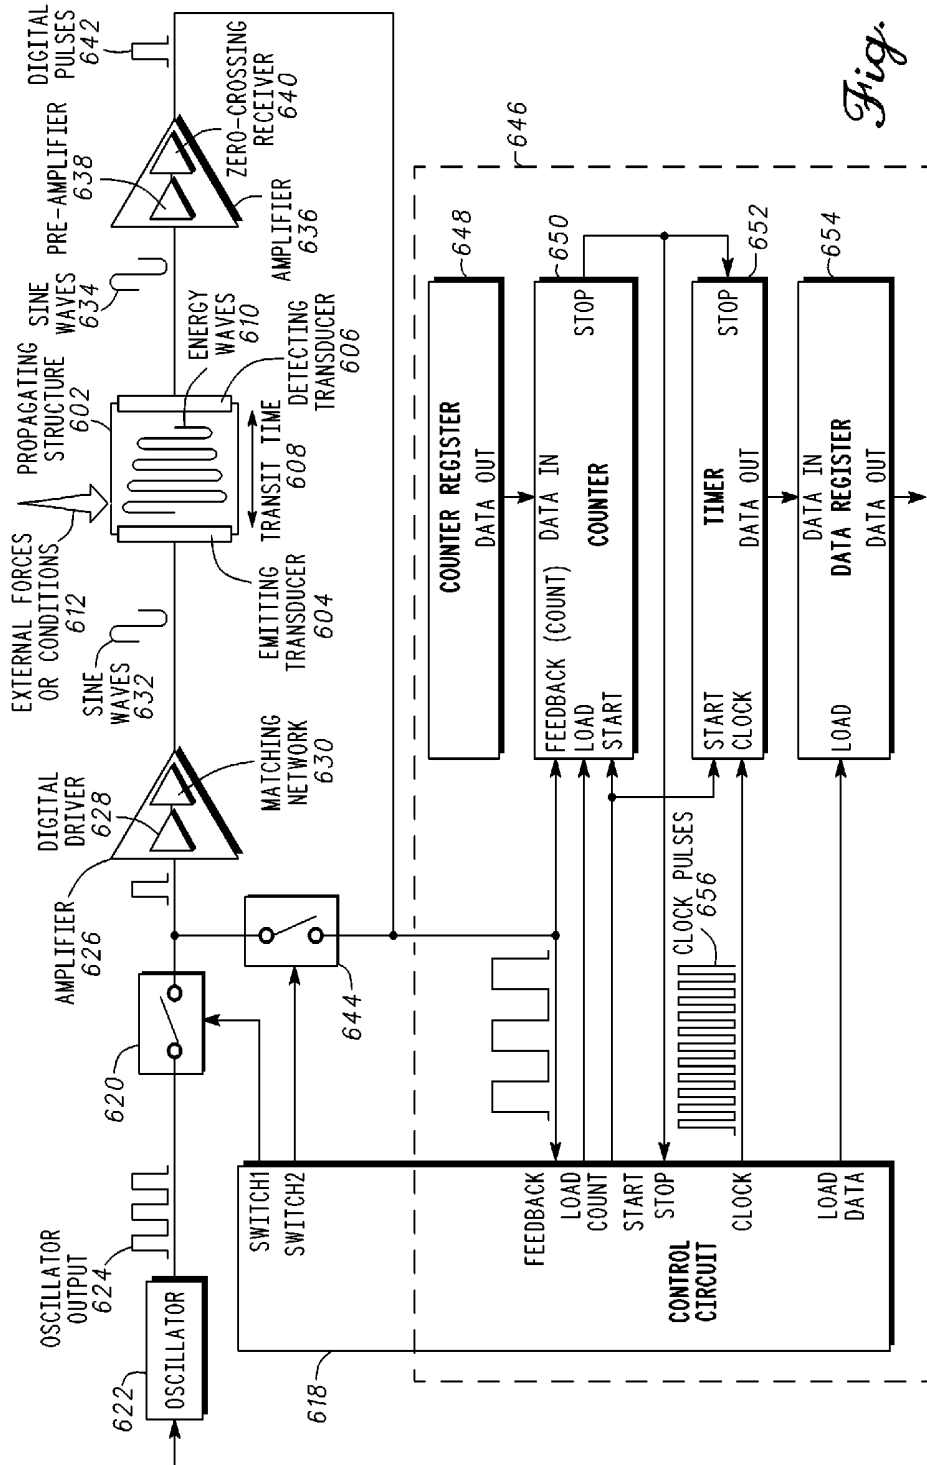 OSCILLATOR
622
OSCILLATOR
OUTPUT
624
620
AMPLIFIER
626
DIGITAL
DRIVER
628
MATCHING
NETWORK
630
SINE
WAVES
632
EXTERNAL FORCES
OR CONDITIONS
612
EMITTING
TRANSDUCER
604
PROPAGATING
STRUCTURE
602
TRANSIT TIME
608
ENERGY
WAVES
610
DETECTING
TRANSDUCER
606
SINE
WAVES
634
PRE-AMPLIFIER
638
AMPLIFIER
636
ZERO-CROSSING
RECEIVER
640
DIGITAL
PULSES
642
644
646
618
SWITCH1
SWITCH2
FEEDBACK
LOAD
COUNT
START
STOP
CLOCK
LOAD
DATA
CONTROL
CIRCUIT
CLOCK PULSES
656
COUNTER REGISTER
DATA OUT
648
FEEDBACK (COUNT)
LOAD
START
DATA IN
COUNTER
STOP
650
START
CLOCK
TIMER
DATA OUT
STOP
652
LOAD
DATA IN
DATA REGISTER
DATA OUT
654
Fig.